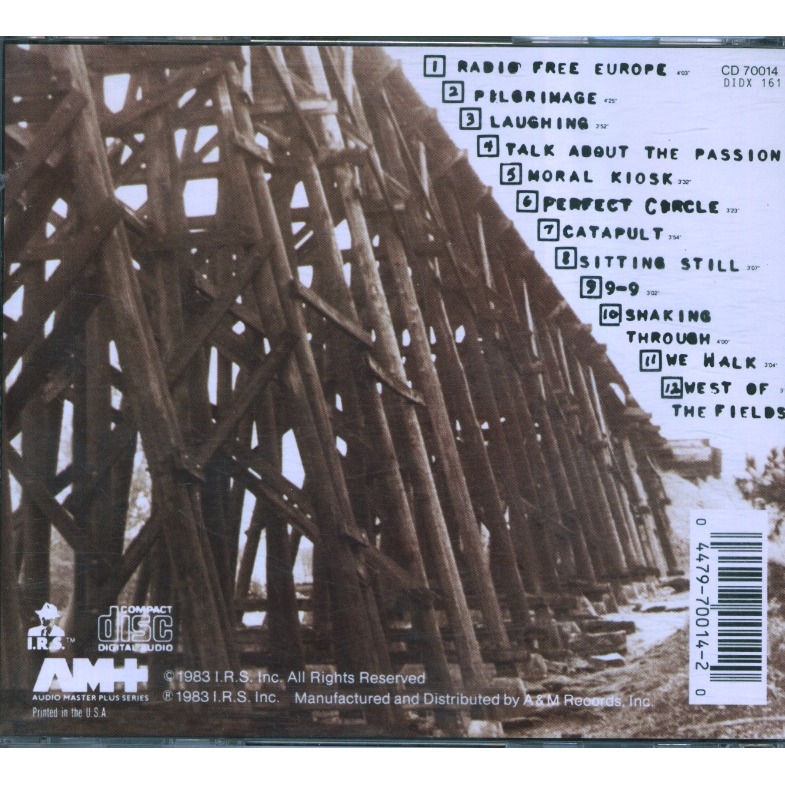 1 RADIO FREE EUROPE 4'03"
CD 70014
DIDX 161
2 PILGRIMAGE 4'25"
3 LAUGHING 3'52"
4 TALK ABOUT THE PASSION
5 MORAL KIOSK 3'32"
6 PERFECT CIRCLE 3'23"
7 CATAPULT 3'54"
8 SITTING STILL 3'07"
9 9-9 3'02"
10 SHAKING
THROUGH 4'00"
11 WE WALK 3'04"
12 WEST OF
THE FIELDS
0 4479-70014-2 0
I.R.S.™
COMPACT
disc
DIGITAL AUDIO
AM+
AUDIO MASTER PLUS SERIES
Printed in the U.S.A.
© 1983 I.R.S. Inc. All Rights Reserved
℗ 1983 I.R.S. Inc. Manufactured and Distributed by A&M Records, Inc.